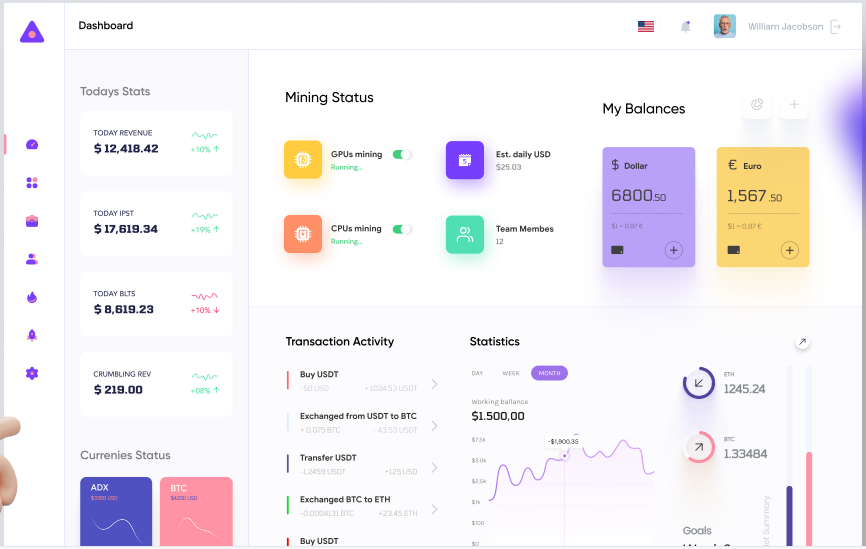 Dashboard
William Jacobson
Todays Stats
TODAY REVENUE
$ 12,418.42
+10%
TODAY IPST
$ 17,619.34
+19%
TODAY BLTS
$ 8,619.23
+10%
CRUMBLING REV
$ 219.00
+08%
Currenies Status
ADX
$3300 USD
BTC
$4200 USD
Mining Status
GPUs mining
Running...
Est. daily USD
$25.03
CPUs mining
Running...
Team Membes
12
My Balances
$ Dollar
6800.50
$1 = 0.87 €
€ Euro
1,567.50
$1 = 0.87 €
Transaction Activity
Buy USDT
-50 USD
+ 1024.53 USDT
Exchanged from USDT to BTC
+ 0.075 BTC
- 43.53 USDT
Transfer USDT
-1.2459 USDT
+125 USD
Exchanged BTC to ETH
-0.0004131 BTC
+23.45 ETH
Buy USDT
Statistics
DAY
WEEK
MONTH
Working ballance
$1.500,00
-$1,900.35
$7.5k
$5.0k
$2.5k
$1k
$100
$0
ETH
1245.24
BTC
1.33484
Goals
Summary